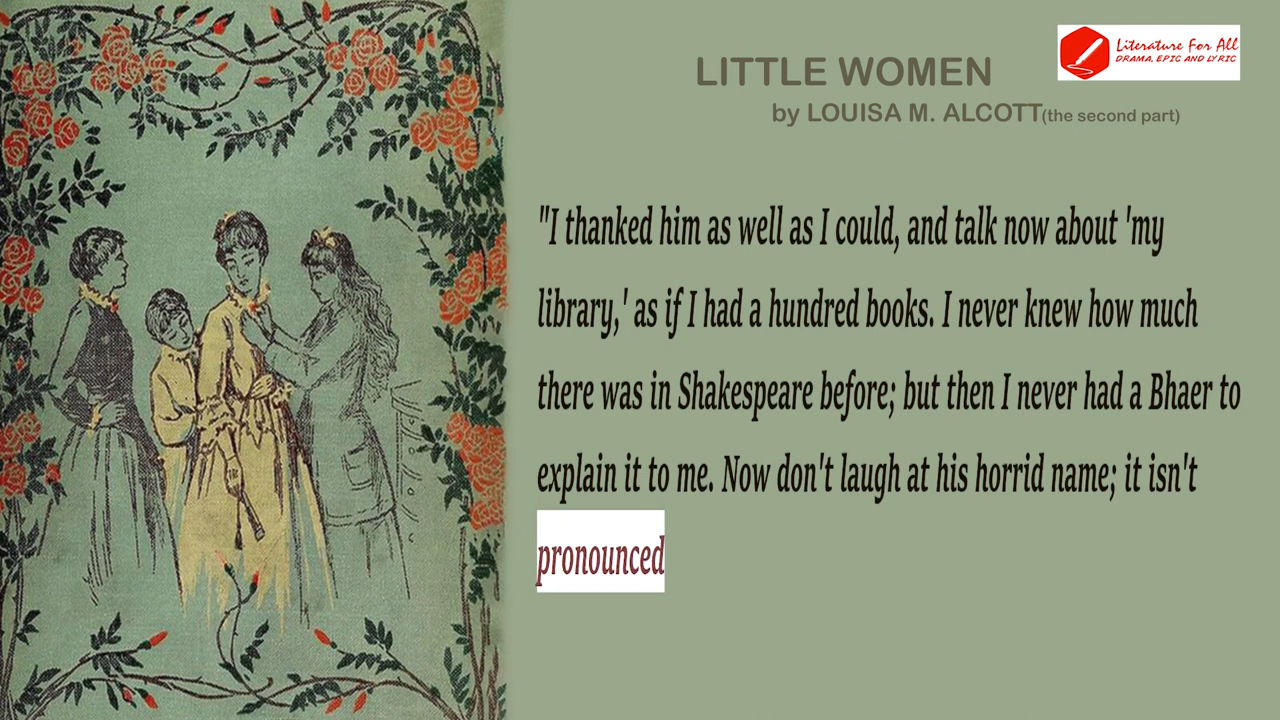 LITTLE WOMEN
by LOUISA M. ALCOTT(the second part)
Literature For All
DRAMA, EPIC AND LYRIC
"I thanked him as well as I could, and talk now about 'my
library,' as if I had a hundred books. I never knew how much
there was in Shakespeare before; but then I never had a Bhaer to
explain it to me. Now don't laugh at his horrid name; it isn't
pronounced